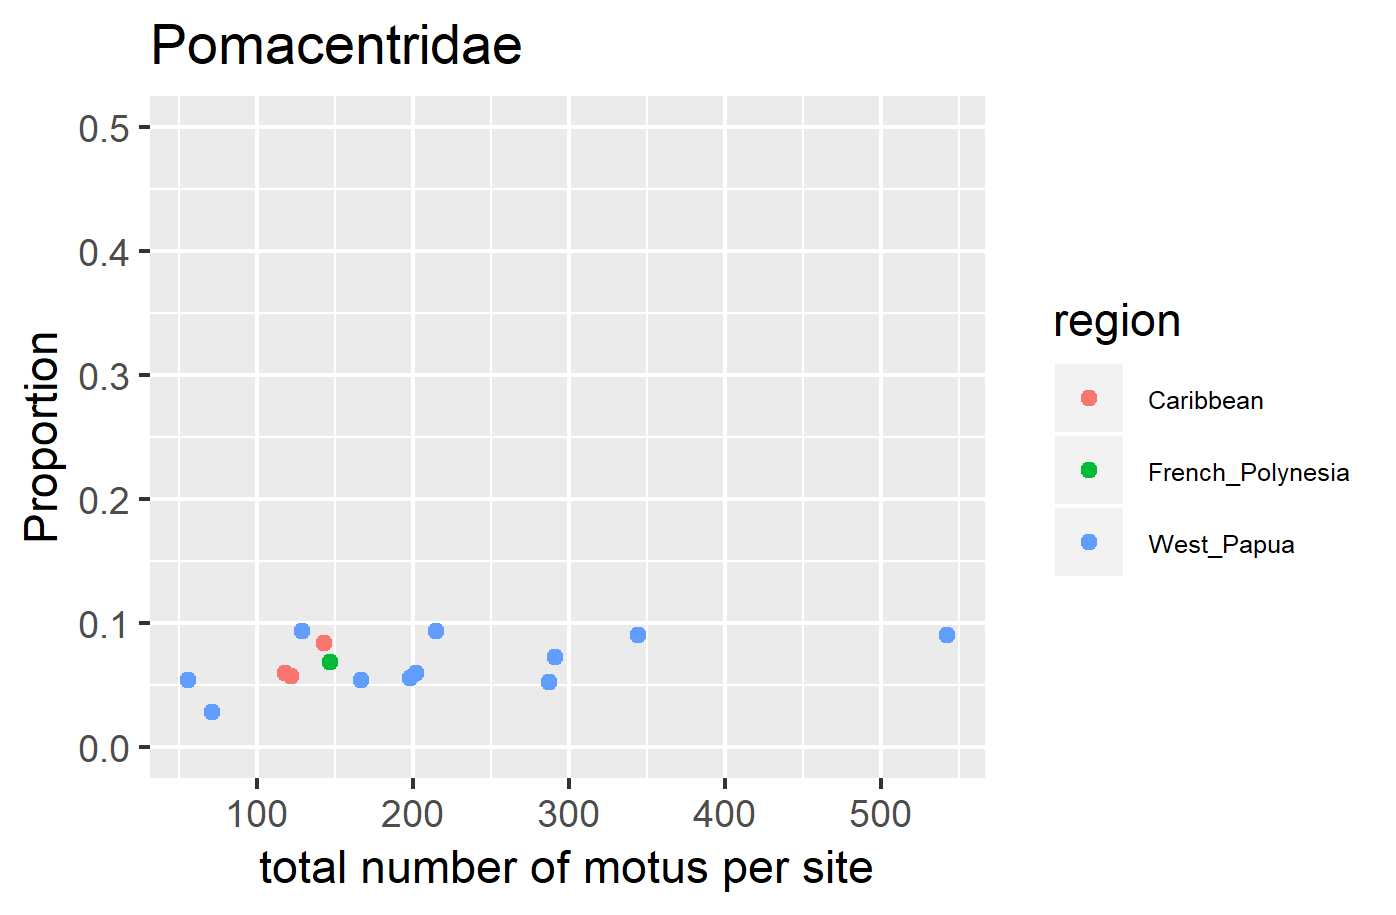 Pomacentridae
0.5
0.4
0.3
0.2
0.1
0.0
Proportion
100 200 300 400 500
total number of motus per site
region
Caribbean
French_Polynesia
West_Papua